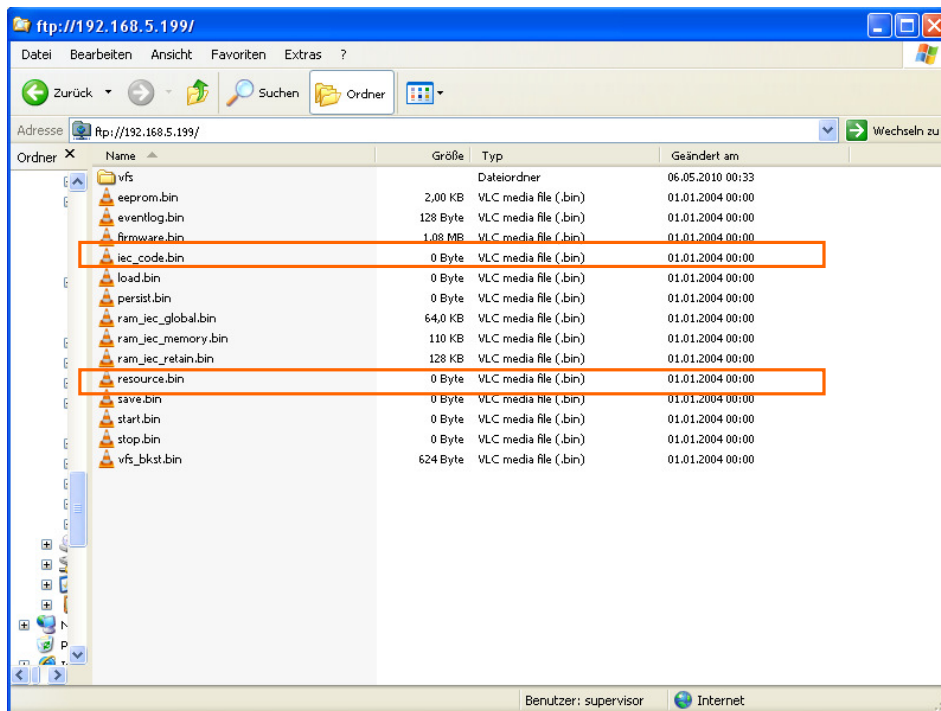 ftp://192.168.5.199/
Datei Bearbeiten Ansicht Favoriten Extras ?
Zurück Suchen Ordner
Adresse ftp://192.168.5.199/ Wechseln zu
Ordner Name Größe Typ Geändert am
vfs Dateiordner 06.05.2010 00:33
eeprom.bin 2,00 KB VLC media file (.bin) 01.01.2004 00:00
eventlog.bin 128 Byte VLC media file (.bin) 01.01.2004 00:00
firmware.bin 1,08 MB VLC media file (.bin) 01.01.2004 00:00
iec_code.bin 0 Byte VLC media file (.bin) 01.01.2004 00:00
load.bin 0 Byte VLC media file (.bin) 01.01.2004 00:00
persist.bin 0 Byte VLC media file (.bin) 01.01.2004 00:00
ram_iec_global.bin 64,0 KB VLC media file (.bin) 01.01.2004 00:00
ram_iec_memory.bin 110 KB VLC media file (.bin) 01.01.2004 00:00
ram_iec_retain.bin 128 KB VLC media file (.bin) 01.01.2004 00:00
resource.bin 0 Byte VLC media file (.bin) 01.01.2004 00:00
save.bin 0 Byte VLC media file (.bin) 01.01.2004 00:00
start.bin 0 Byte VLC media file (.bin) 01.01.2004 00:00
stop.bin 0 Byte VLC media file (.bin) 01.01.2004 00:00
vfs_bkst.bin 624 Byte VLC media file (.bin) 01.01.2004 00:00
N
P
Benutzer: supervisor Internet